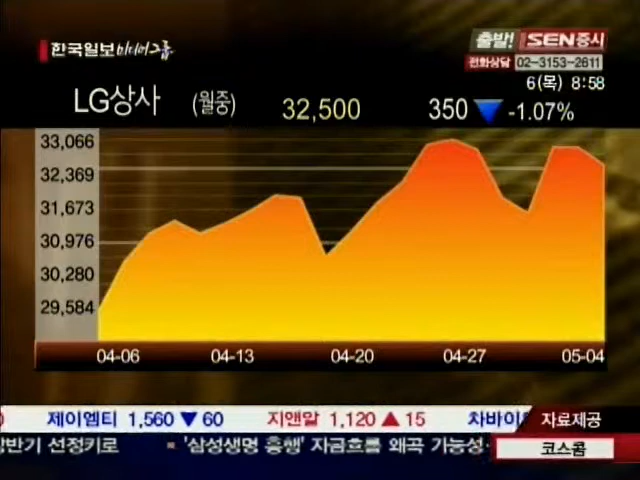 한국일보 미디어그룹
출발! SEN증시
전화상담 02-3153-2611
6(목) 8:58
LG상사 (월중) 32,500 350 ▼ -1.07%
33,066
32,369
31,673
30,976
30,280
29,584
04-06 04-13 04-20 04-27 05-04
제이엠티 1,560 ▼ 60 지앤알 1,120 ▲ 15 차바이
자료제공
반기 선정키로 ■ '삼성생명 흥행' 자금흐름 왜곡 가능성
코스콤